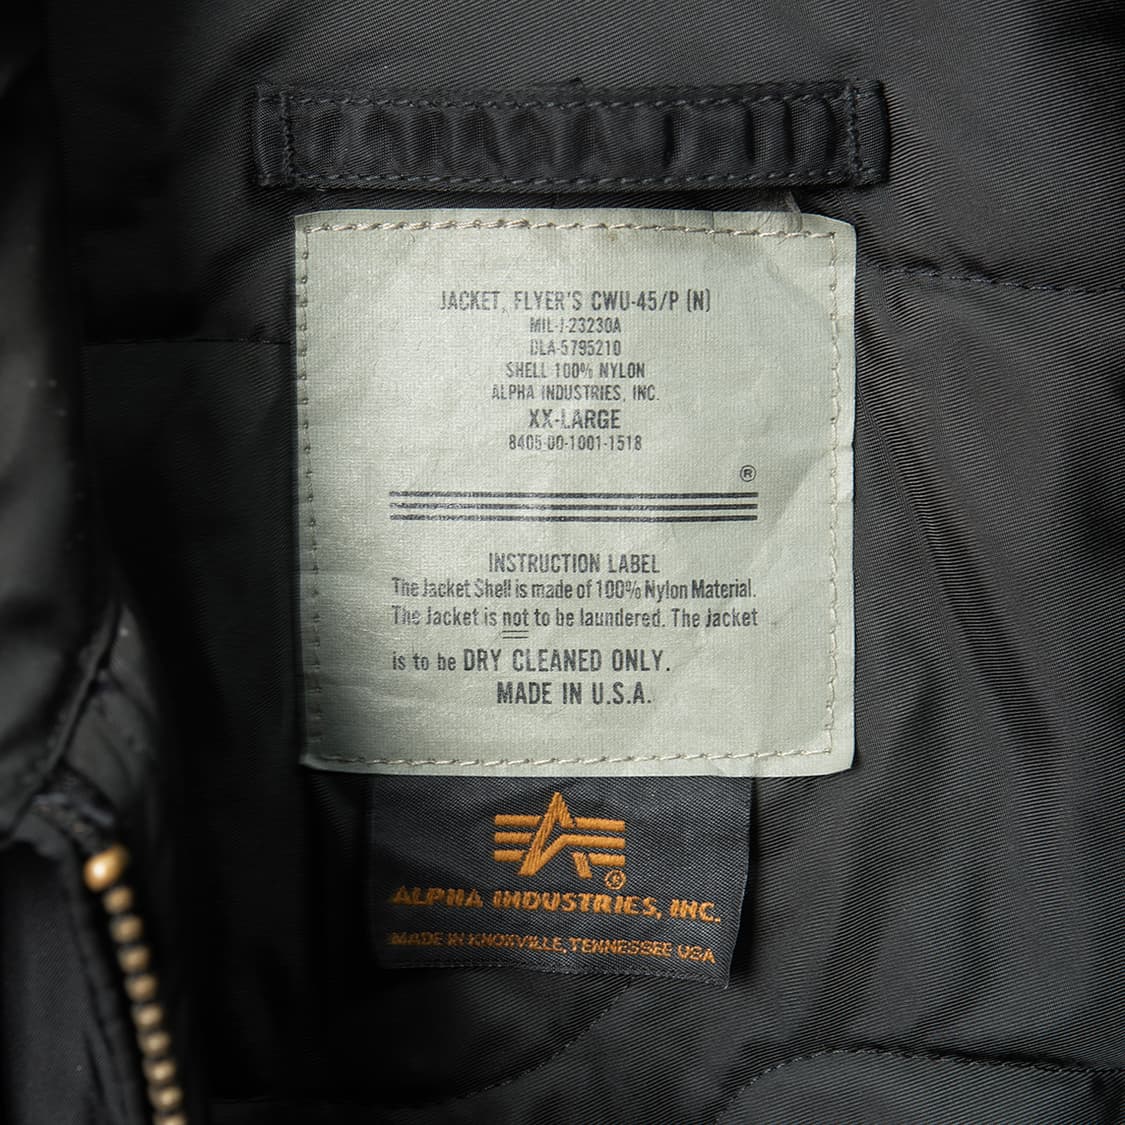 JACKET, FLYER'S CWU-45/P (N)
MIL-J-23230A
DLA-5795210
SHELL 100% NYLON
ALPHA INDUSTRIES, INC.
XX-LARGE
8405-00-1001-1518
®
INSTRUCTION LABEL
The Jacket Shell is made of 100% Nylon Material.
The Jacket is not to be laundered. The Jacket
is to be DRY CLEANED ONLY.
MADE IN U.S.A.
®
ALPHA INDUSTRIES, INC.
MADE IN KNOXVILLE, TENNESSEE USA